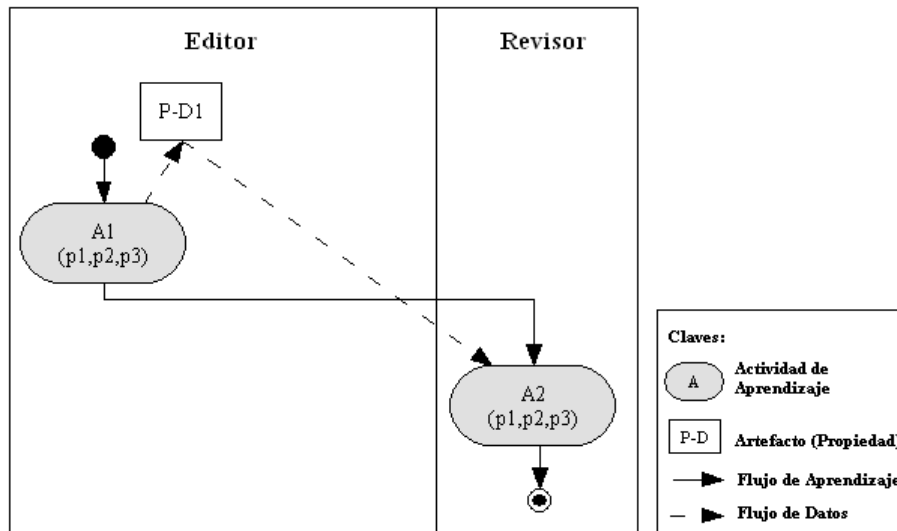 Editor
Revisor
P-D1
A1
(p1,p2,p3)
A2
(p1,p2,p3)
Claves:
A
Actividad de
Aprendizaje
P-D
Artefacto (Propiedad)
Flujo de Aprendizaje
Flujo de Datos